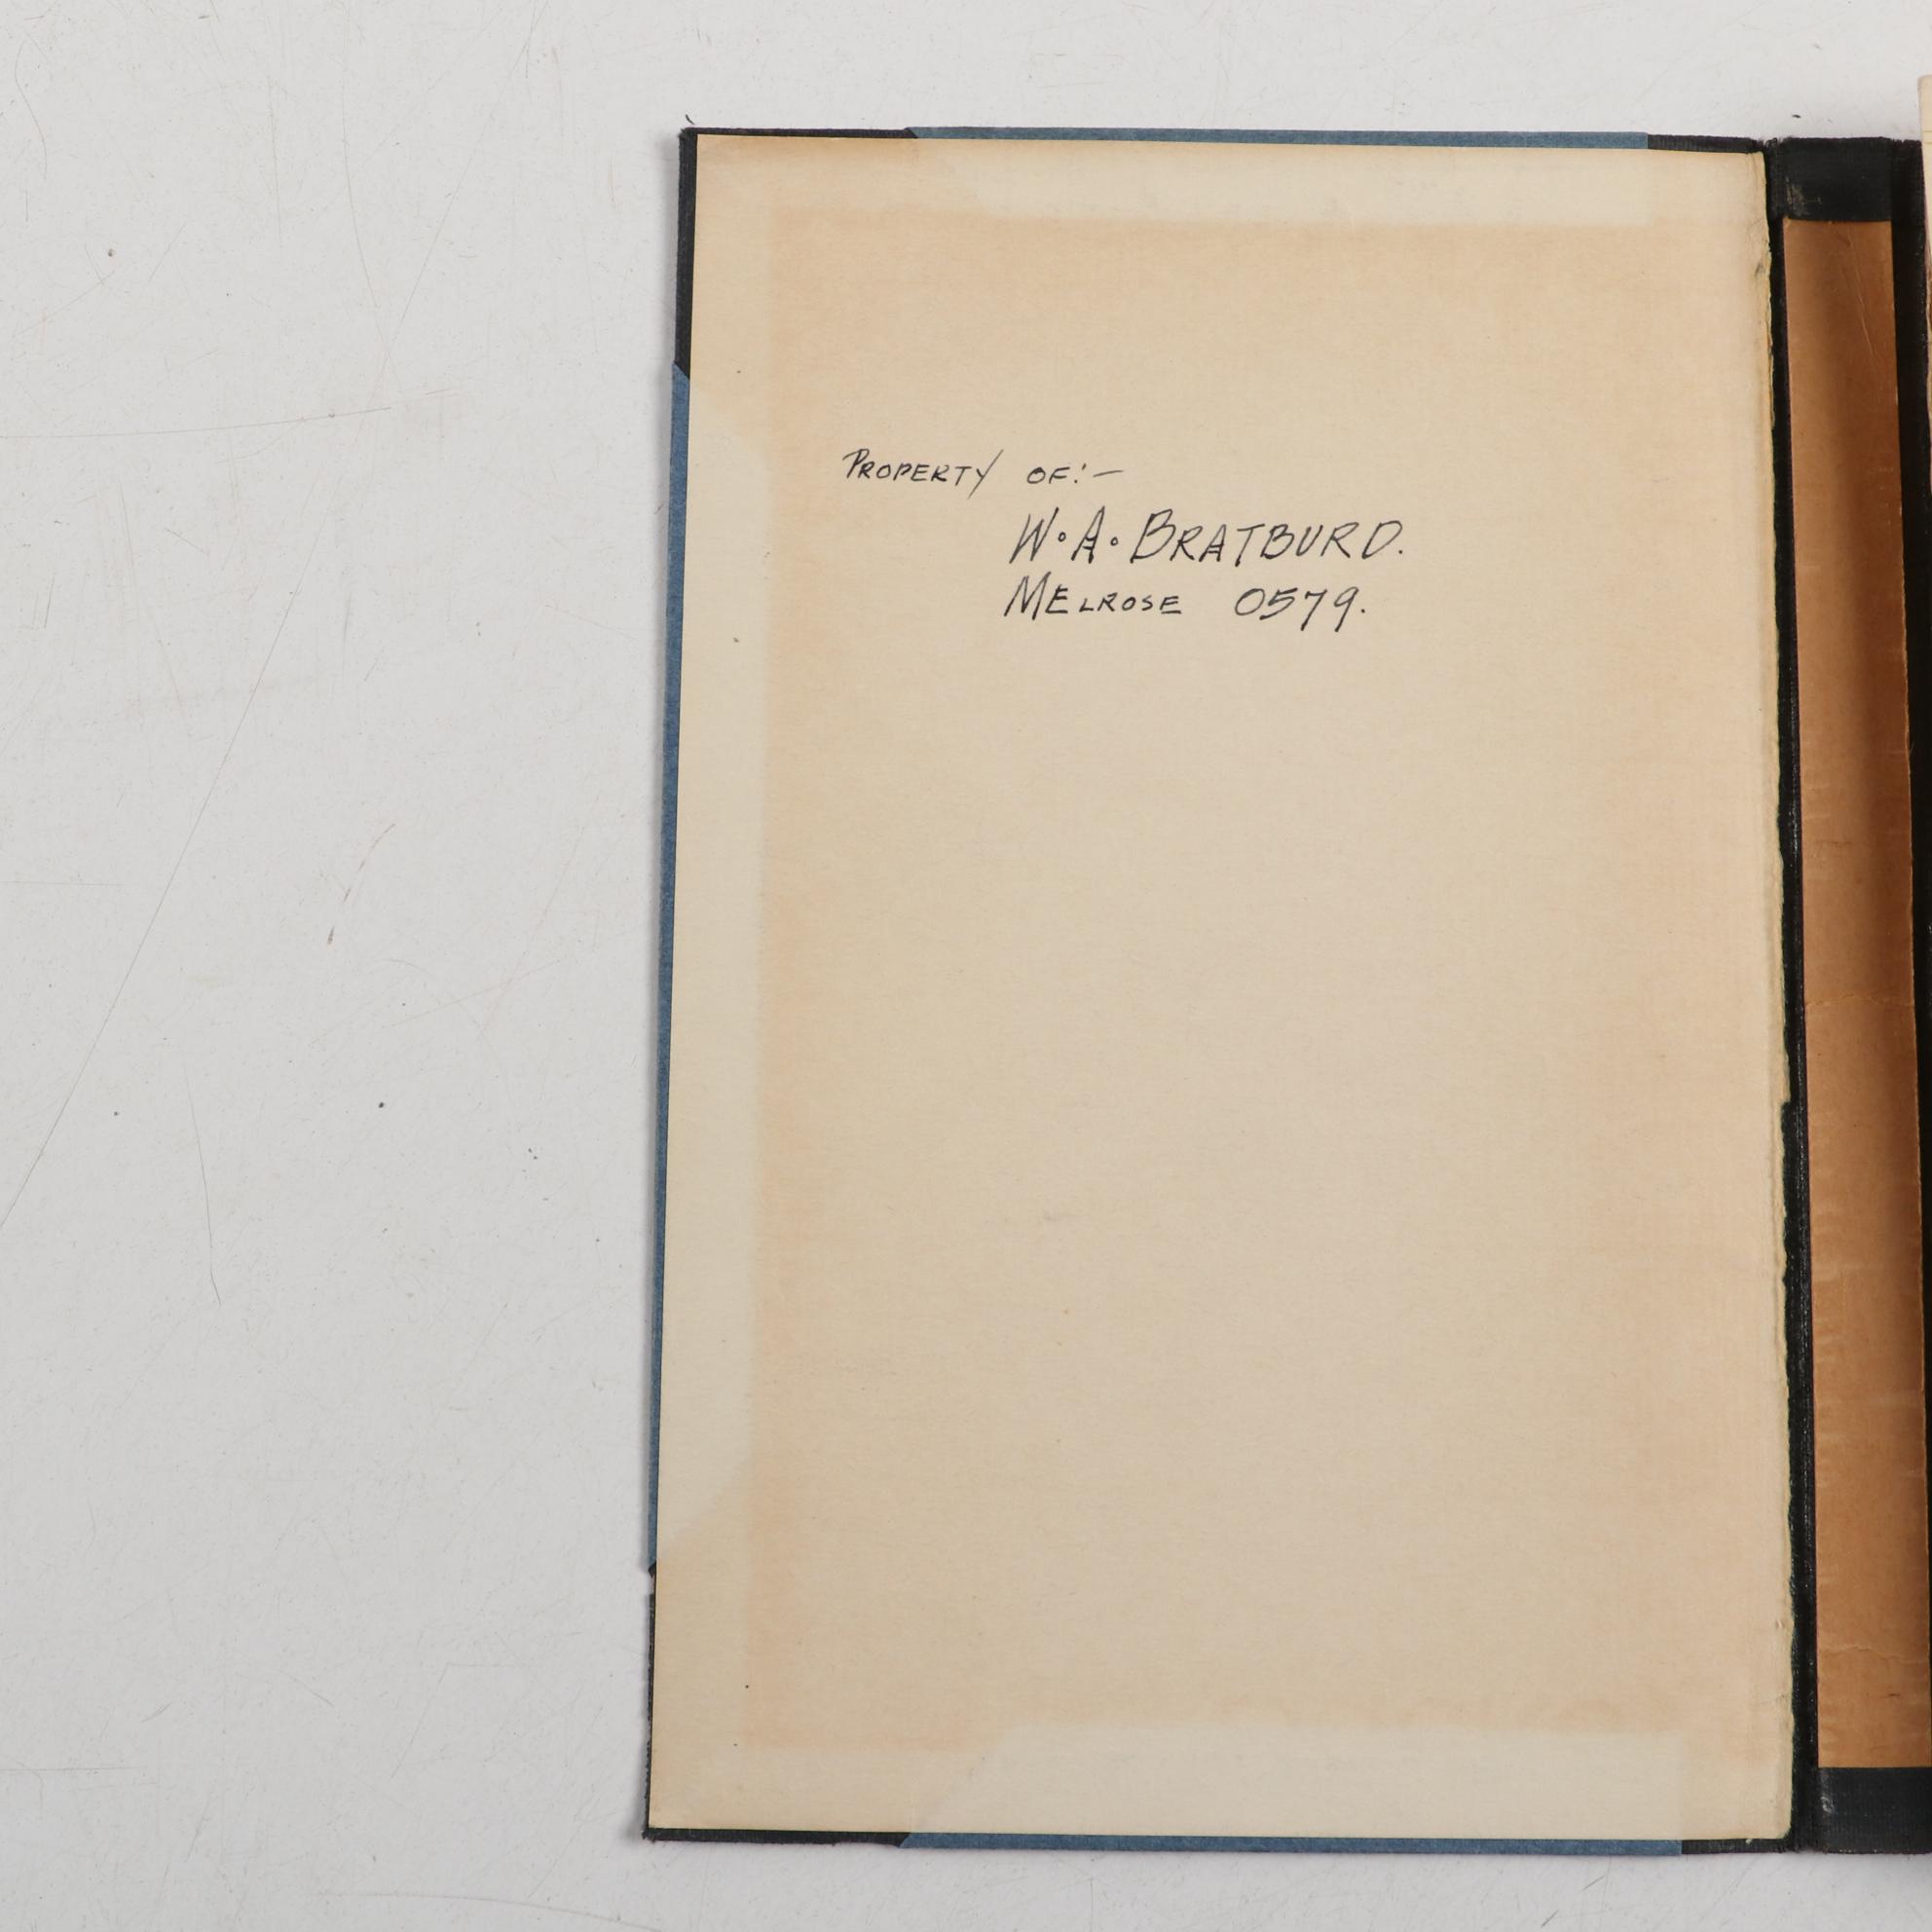 PROPERTY OF:-
W.A. BRATBURD.
MELROSE 0579.